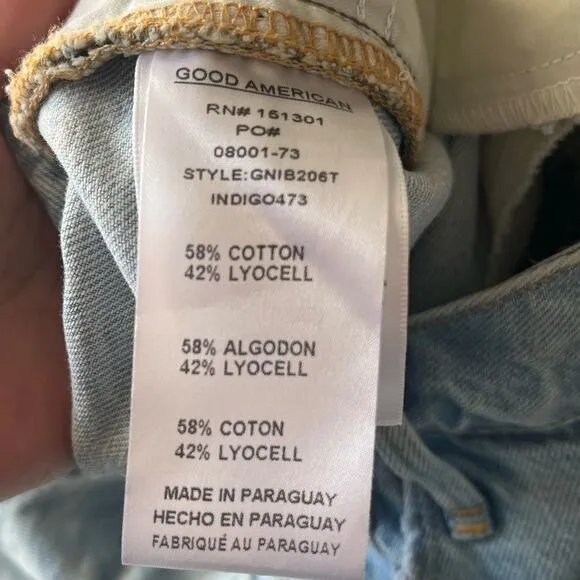 GOOD AMERICAN
RN# 151301
PO#
08001-73
STYLE:GNIB206T
INDIGO473
58% COTTON
42% LYOCELL
58% ALGODON
42% LYOCELL
58% COTON
42% LYOCELL
MADE IN PARAGUAY
HECHO EN PARAGUAY
FABRIQUÉ AU PARAGUAY